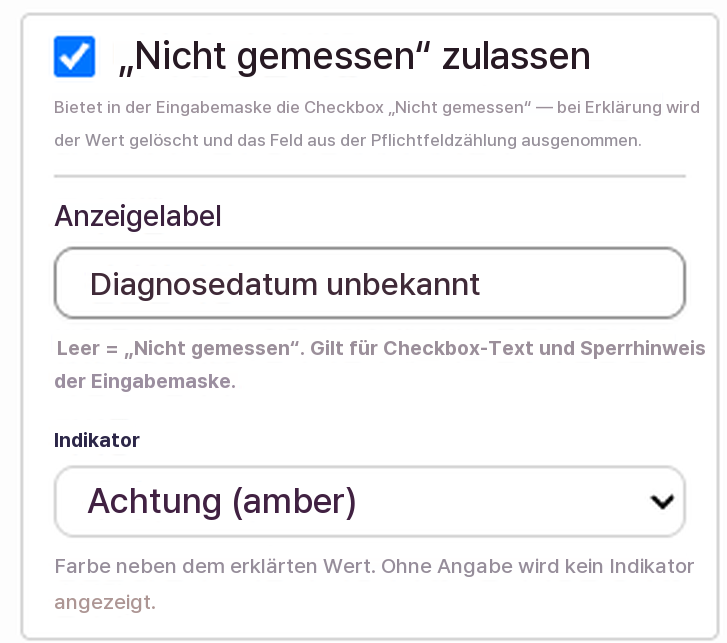 „Nicht gemessen“ zulassen
Bietet in der Eingabemaske die Checkbox „Nicht gemessen“ — bei Erklärung wird
der Wert gelöscht und das Feld aus der Pflichtfeldzählung ausgenommen.
Anzeigelabel
Diagnosedatum unbekannt
Leer = „Nicht gemessen“. Gilt für Checkbox-Text und Sperrhinweis
der Eingabemaske.
Indikator
Achtung (amber)
Farbe neben dem erklärten Wert. Ohne Angabe wird kein Indikator
angezeigt.